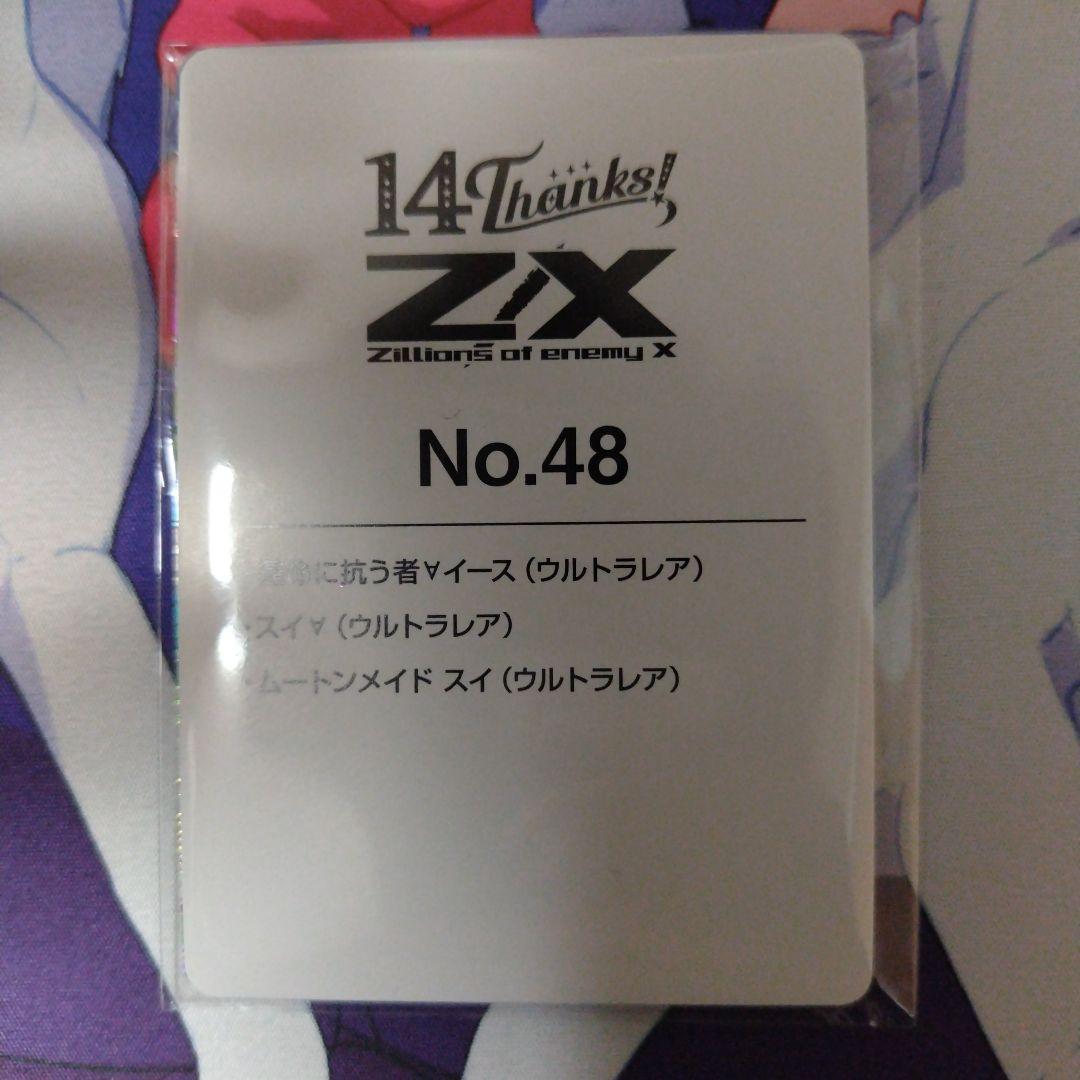 14Thanks!
Z/X
Zillions of enemy X
No.48
に抗う者∀イース（ウルトラレア）
・スイ∀（ウルトラレア）
・ムートンメイド スイ（ウルトラレア）